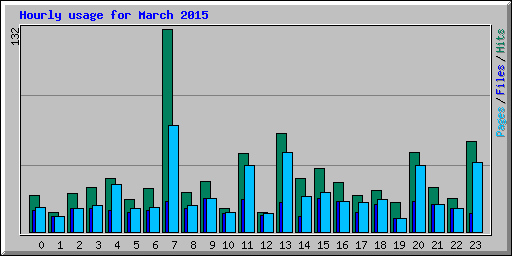 Hourly usage for March 2015
132
Pages / Files / Hits
0 1 2 3 4 5 6 7 8 9 10 11 12 13 14 15 16 17 18 19 20 21 22 23